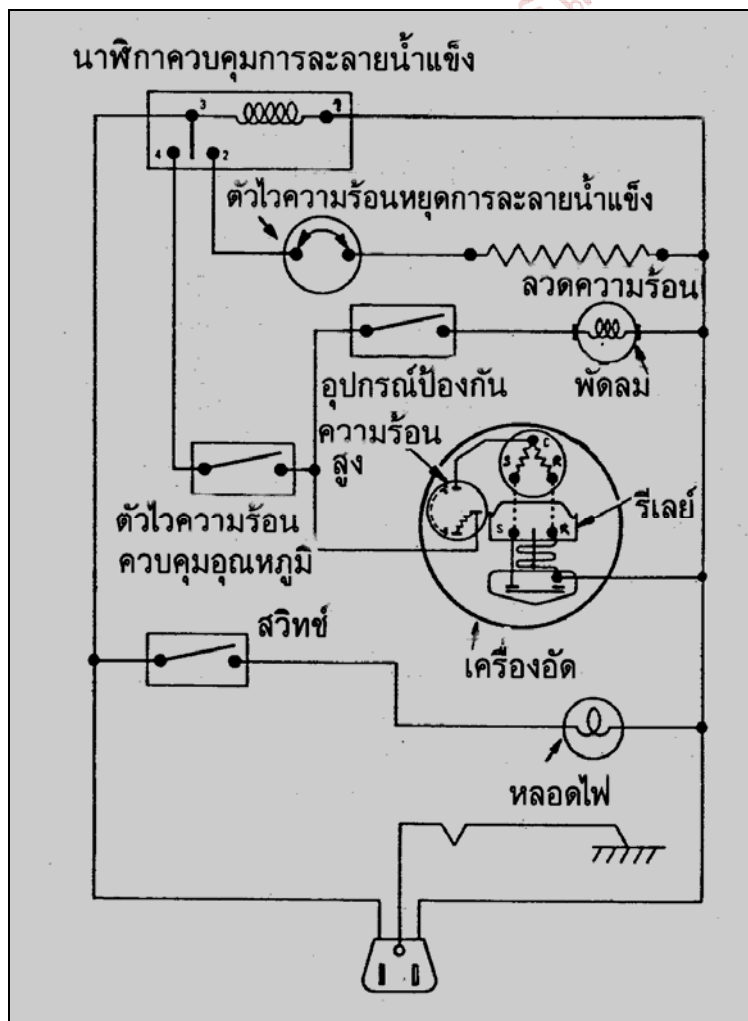 นาฬิกาควบคุมการละลายน้ำแข็ง
3
1
4
2
ตัวไวความร้อนหยุดการละลายน้ำแข็ง
ลวดความร้อน
อุปกรณ์ป้องกัน
ความร้อน
สูง
พัดลม
C
S
R
S
R
รีเลย์
ตัวไวความร้อน
ควบคุมอุณหภูมิ
สวิทช์
เครื่องอัด
หลอดไฟ